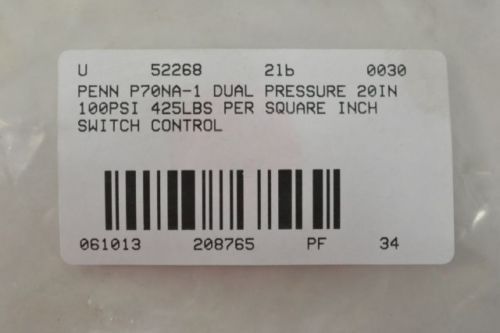 U 52268 2lb 0030
PENN P70NA-1 DUAL PRESSURE 20IN
100PSI 425LBS PER SQUARE INCH
SWITCH CONTROL
061013 208765 PF 34